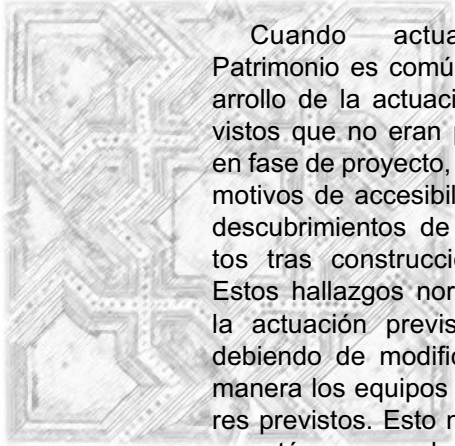 Cuando actua
Patrimonio es comú
arrollo de la actuaci
vistos que no eran p
en fase de proyecto,
motivos de accesibil
descubrimientos de
tos tras construcci
Estos hallazgos nor
la actuación previs
debiendo de modific
manera los equipos
res previstos. Esto n